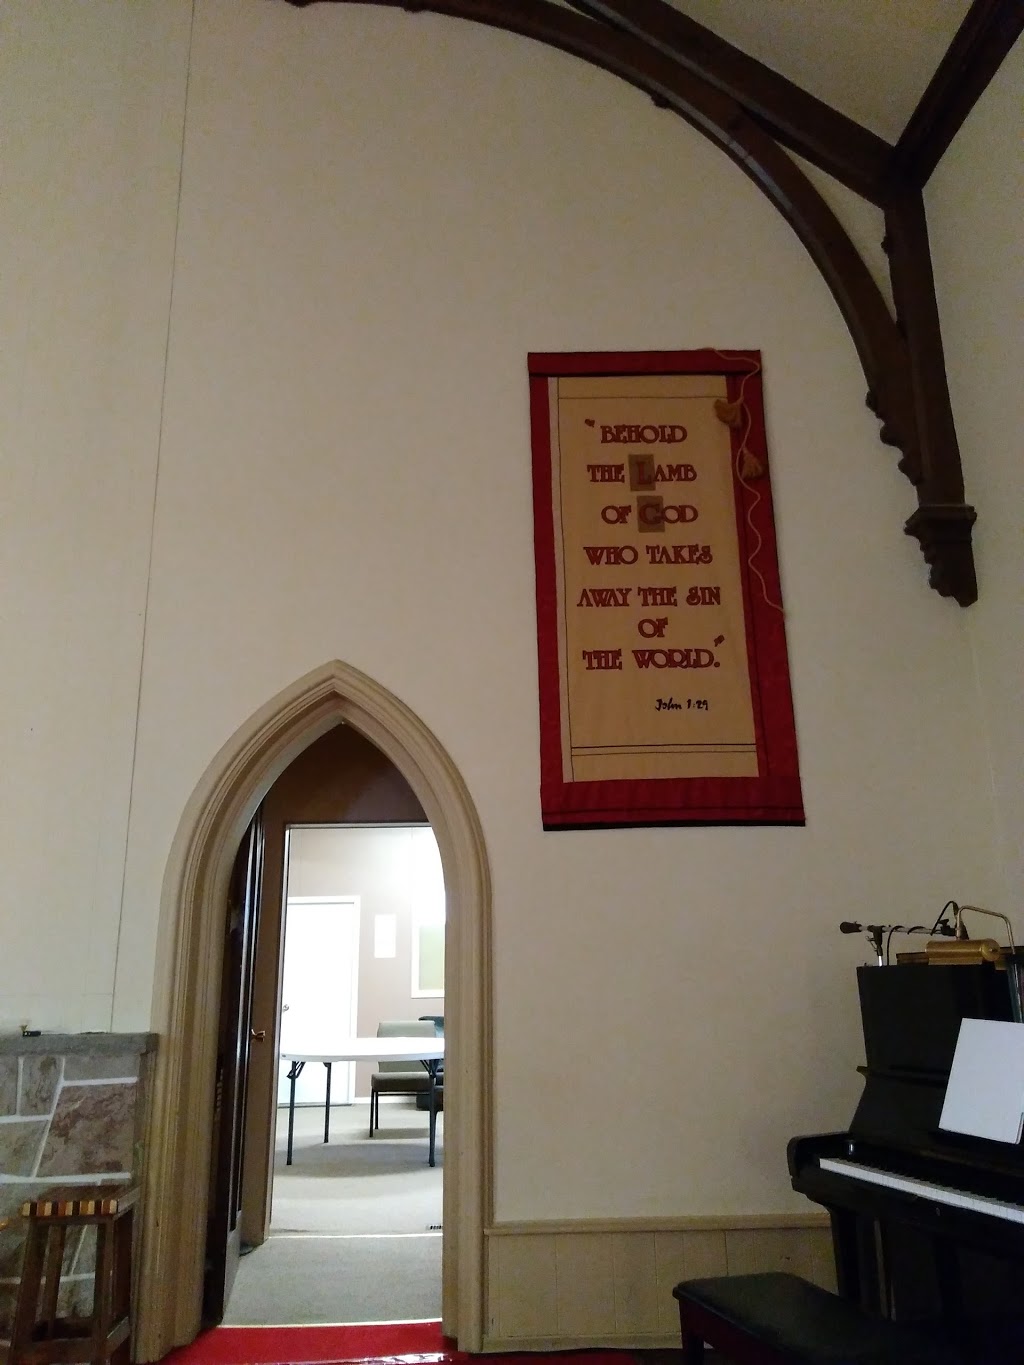 "BEHOLD
THE LAMB
OF GOD
WHO TAKES
AWAY THE SIN
OF
THE WORLD."
John 1:29